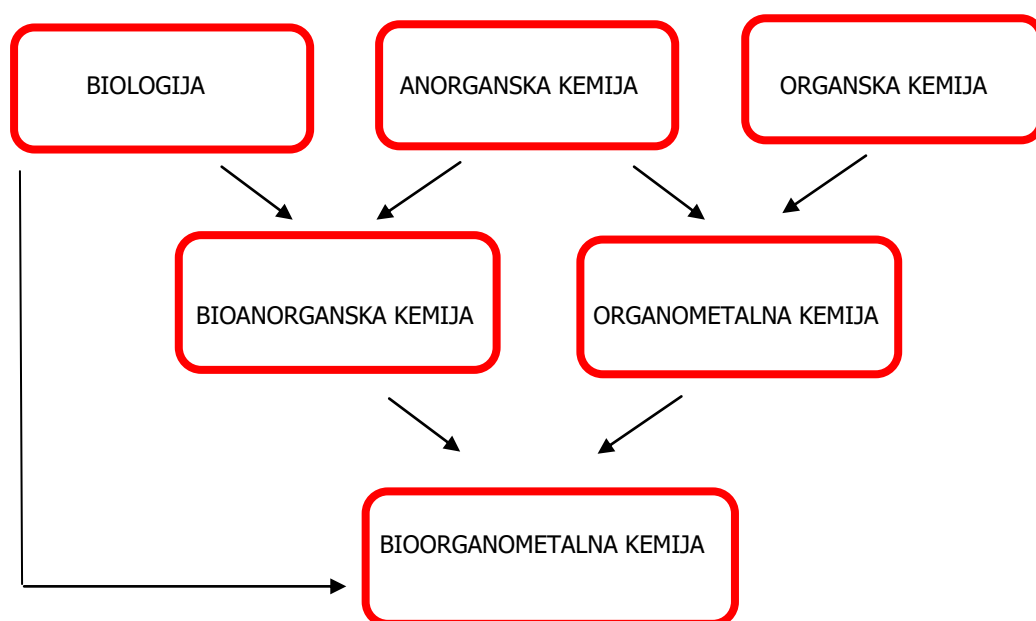 BIOLOGIJA
ANORGANSKA KEMIJA
ORGANSKA KEMIJA
BIOANORGANSKA KEMIJA
ORGANOMETALNA KEMIJA
BIOORGANOMETALNA KEMIJA